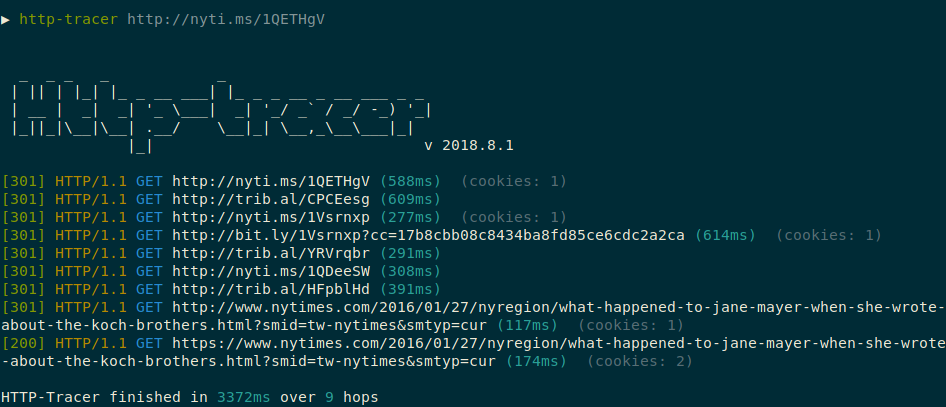 ▶ http-tracer http://nyti.ms/1QETHgV
Http-tracer
v 2018.8.1
[301] HTTP/1.1 GET http://nyti.ms/1QETHgV (588ms) (cookies: 1)
[301] HTTP/1.1 GET http://trib.al/CPCEesg (609ms)
[301] HTTP/1.1 GET http://nyti.ms/1Vsrnxp (277ms) (cookies: 1)
[301] HTTP/1.1 GET http://bit.ly/1Vsrnxp?cc=17b8cbb08c8434ba8fd85ce6cdc2a2ca (614ms) (cookies: 1)
[301] HTTP/1.1 GET http://trib.al/YRVrqbr (291ms)
[301] HTTP/1.1 GET http://nyti.ms/1QDeeSW (308ms)
[301] HTTP/1.1 GET http://trib.al/HFpblHd (391ms)
[301] HTTP/1.1 GET http://www.nytimes.com/2016/01/27/nyregion/what-happened-to-jane-mayer-when-she-wrote-
about-the-koch-brothers.html?smid=tw-nytimes&smtyp=cur (117ms) (cookies: 1)
[200] HTTP/1.1 GET https://www.nytimes.com/2016/01/27/nyregion/what-happened-to-jane-mayer-when-she-wrote
-about-the-koch-brothers.html?smid=tw-nytimes&smtyp=cur (174ms) (cookies: 2)
HTTP-Tracer finished in 3372ms over 9 hops